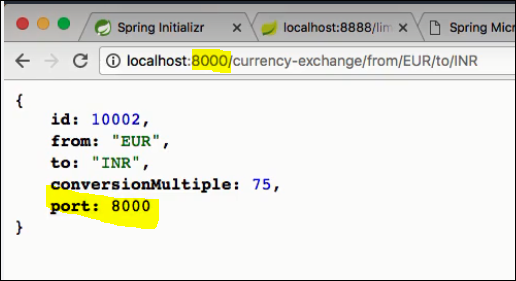 Spring Initializr
localhost:8888/lim
Spring Micr
localhost:8000/currency-exchange/from/EUR/to/INR
{
id: 10002,
from: "EUR",
to: "INR",
conversionMultiple: 75,
port: 8000
}